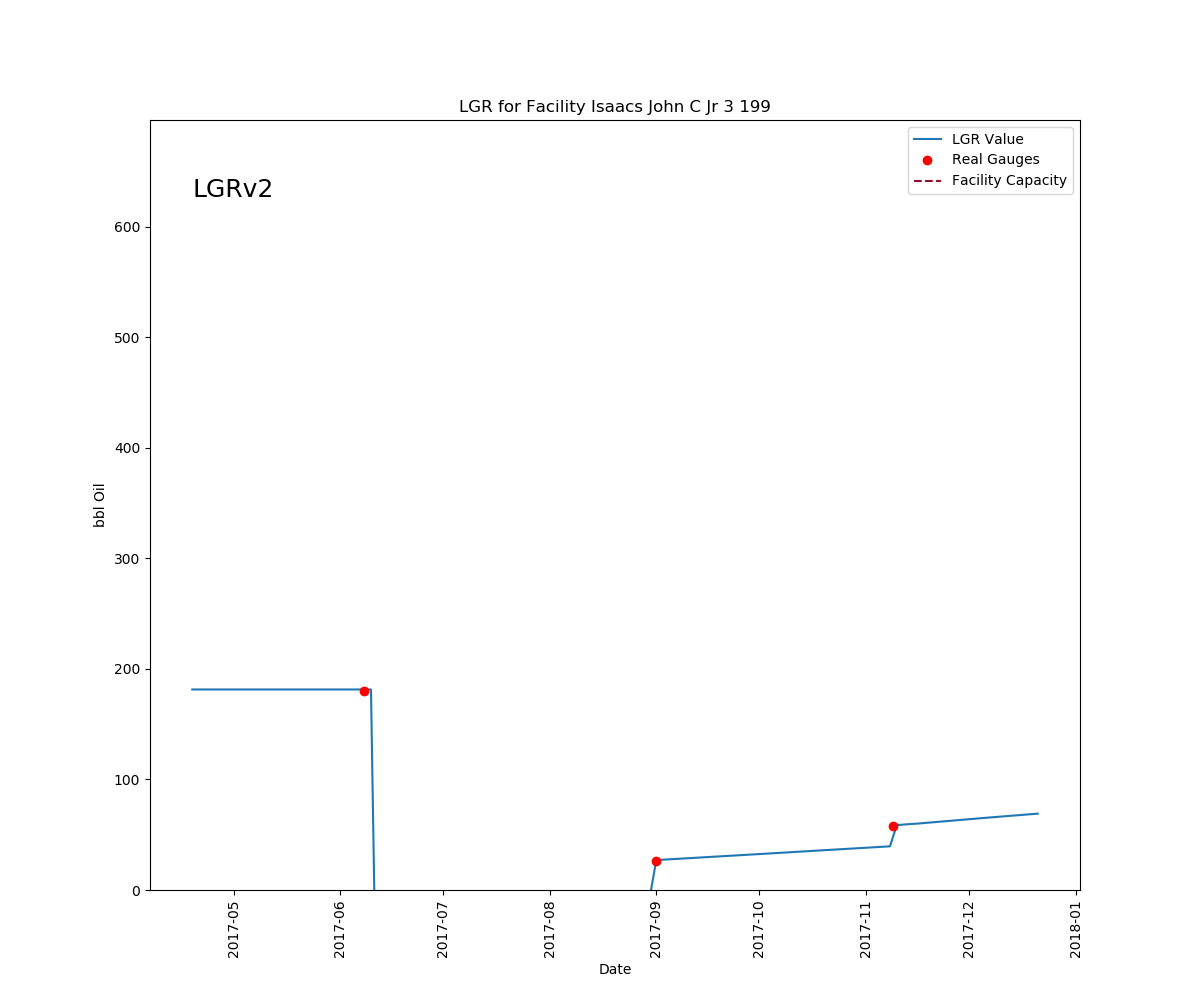 LGR for Facility Isaacs John C Jr 3 199
LGRv2
LGR Value
Real Gauges
Facility Capacity
600
500
400
300
200
100
0
bbl Oil
2017-05
2017-06
2017-07
2017-08
2017-09
2017-10
2017-11
2017-12
2018-01
Date